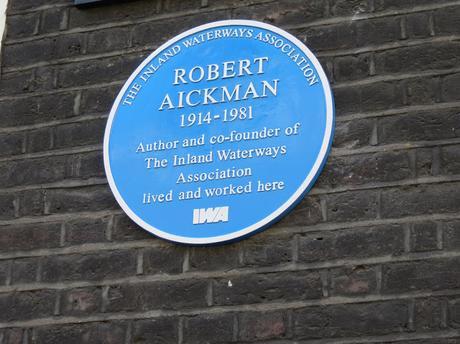 THE INLAND WATERWAYS ASSOCIATION
ROBERT
AICKMAN
1914-1981
Author and co-founder of
The Inland Waterways
Association
lived and worked here
IWA